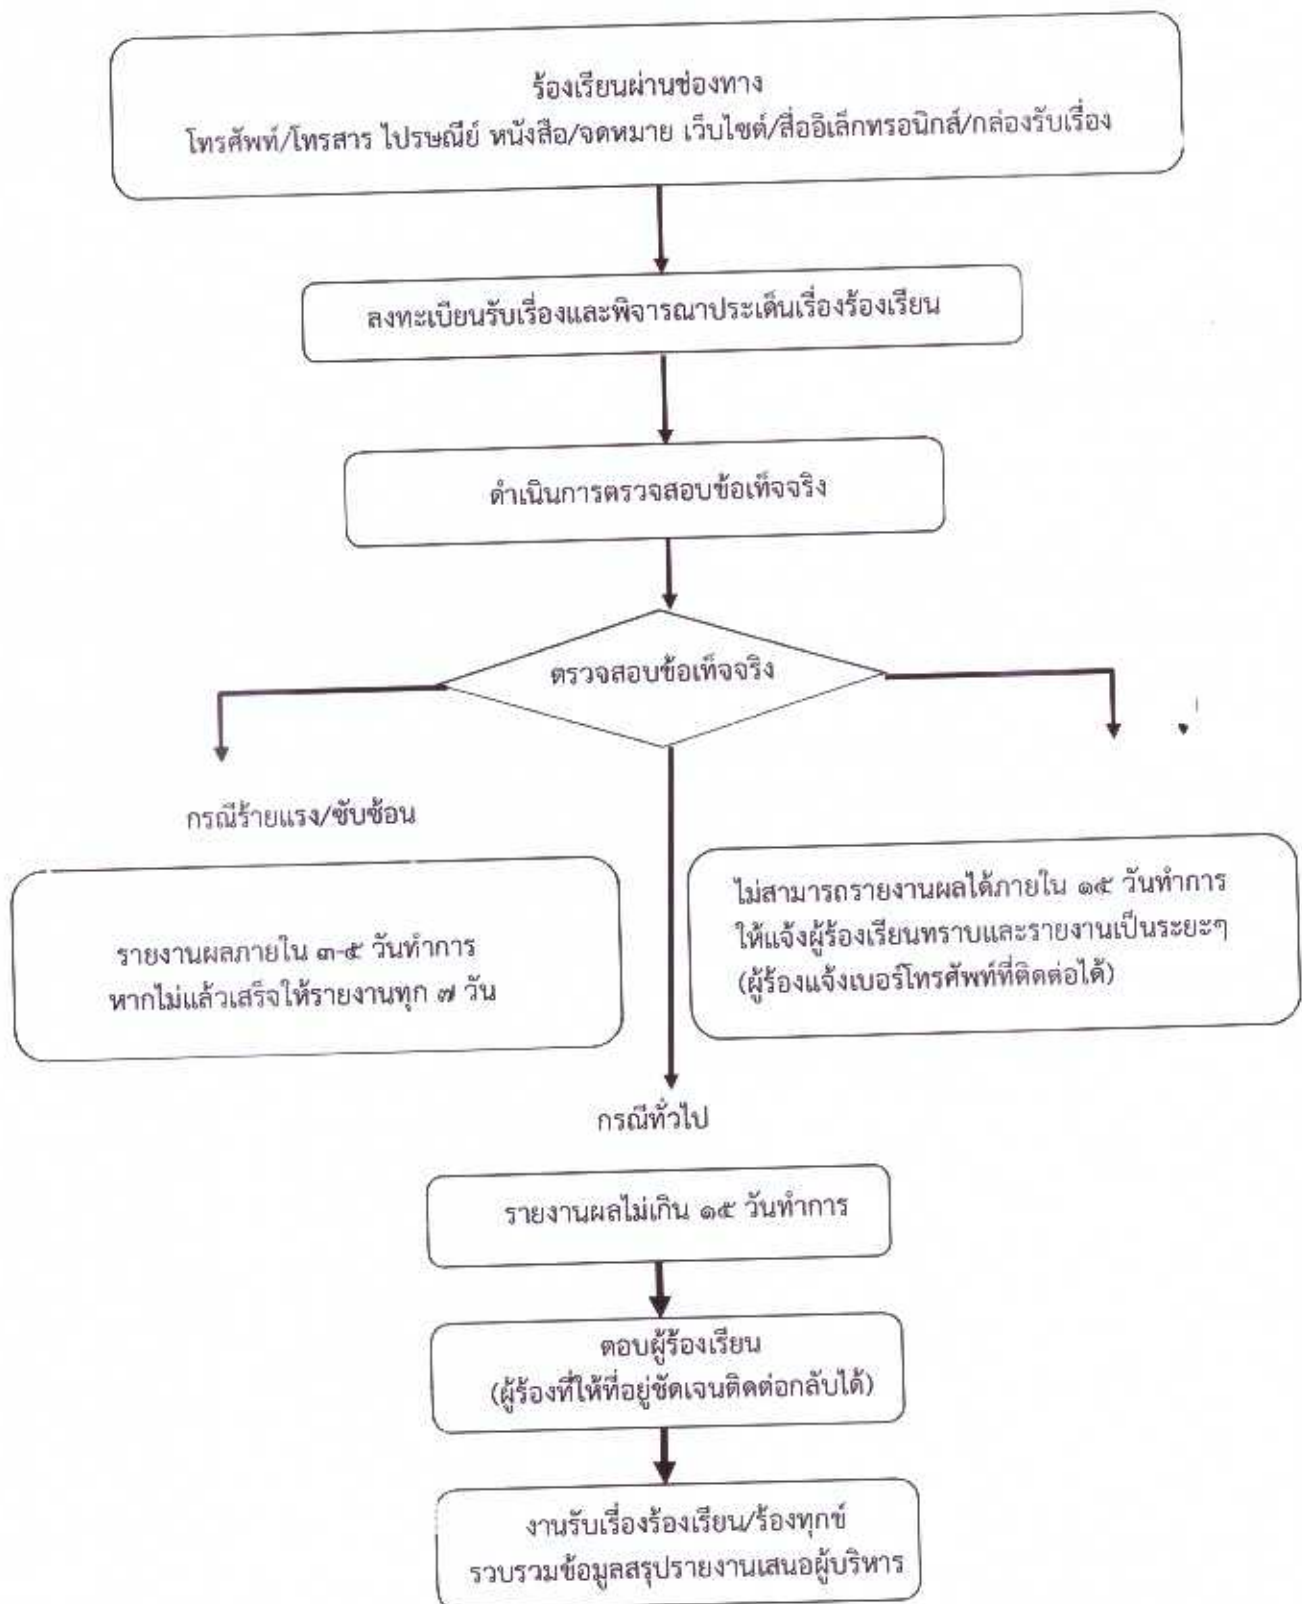 ร้องเรียนผ่านช่องทาง
โทรศัพท์/โทรสาร ไปรษณีย์ หนังสือ/จดหมาย เว็บไซต์/สื่ออิเล็กทรอนิกส์/กล่องรับเรื่อง
ลงทะเบียนรับเรื่องและพิจารณาประเด็นเรื่องร้องเรียน
ดำเนินการตรวจสอบข้อเท็จจริง
ตรวจสอบข้อเท็จจริง
กรณีร้ายแรง/ซับซ้อน
รายงานผลภายใน ๓-๕ วันทำการ
หากไม่แล้วเสร็จให้รายงานทุก ๗ วัน
ไม่สามารถรายงานผลได้ภายใน ๑๕ วันทำการ
ให้แจ้งผู้ร้องเรียนทราบและรายงานเป็นระยะๆ
(ผู้ร้องแจ้งเบอร์โทรศัพท์ที่ติดต่อได้)
กรณีทั่วไป
รายงานผลไม่เกิน ๑๕ วันทำการ
ตอบผู้ร้องเรียน
(ผู้ร้องที่ให้ที่อยู่ชัดเจนติดต่อกลับได้)
งานรับเรื่องร้องเรียน/ร้องทุกข์
รวบรวมข้อมูลสรุปรายงานเสนอผู้บริหาร